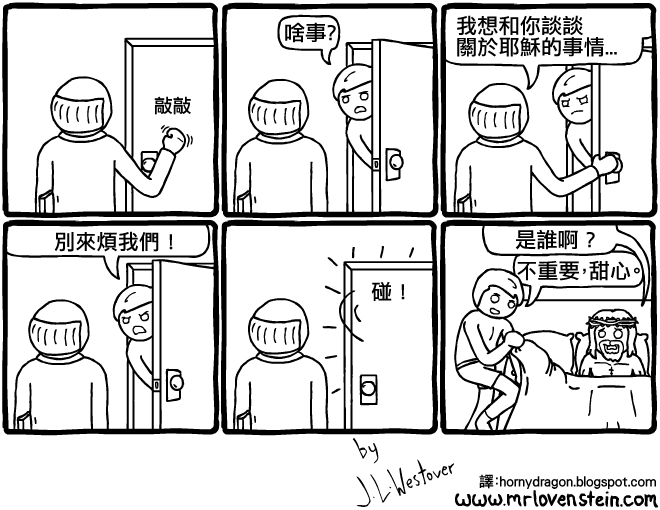 敲敲
啥事?
我想和你談談
關於耶穌的事情...
別來煩我們！
碰！
是誰啊？
不重要，甜心。
by
J.L.Westover
譯:hornydragon.blogspot.com
www.mrlovenstein.com